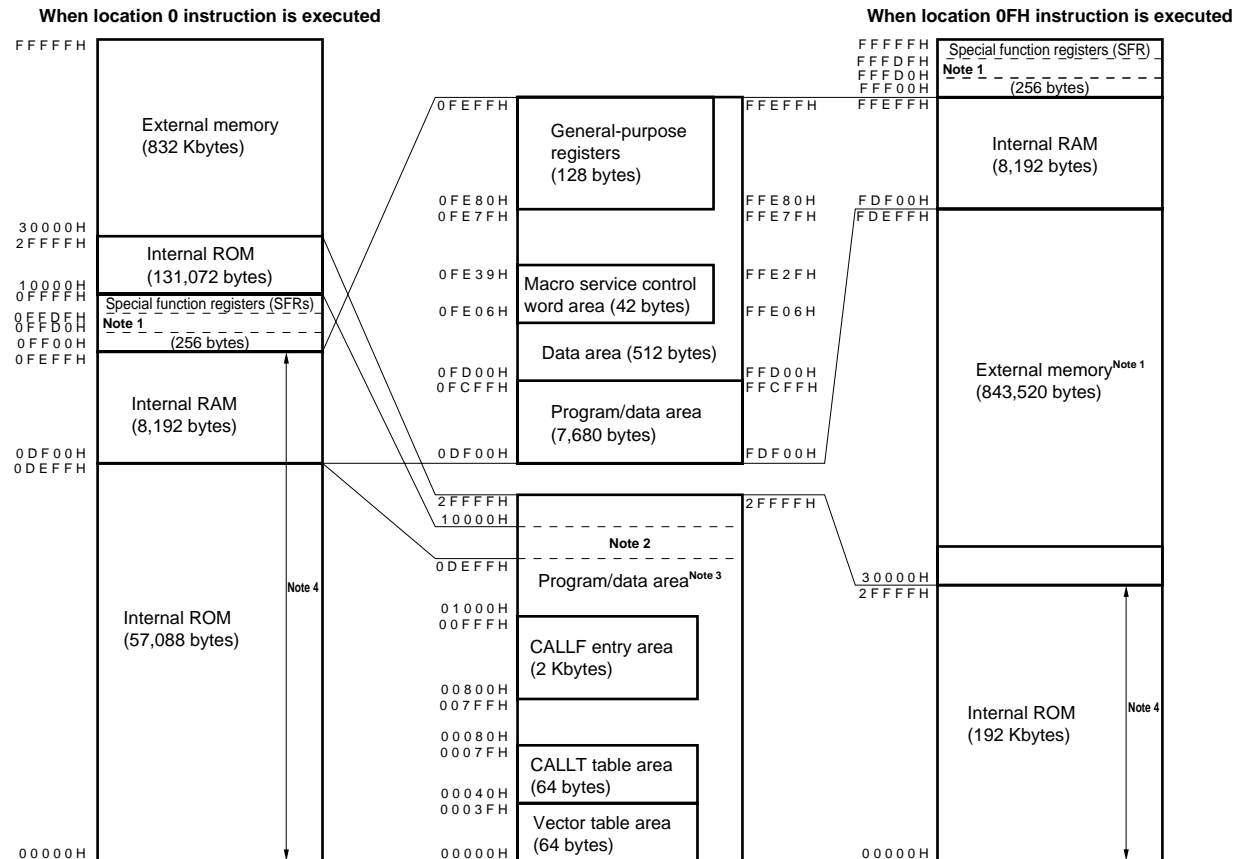 When location 0 instruction is executed
When location 0FH instruction is executed
FFFFFH
External memory
(832 Kbytes)
30000H
2FFFFH
Internal ROM
(131,072 bytes)
10000H
0FFFFH
Special function registers (SFRs)
0FFDFH
0FFD0H
Note 1
0FF00H
(256 bytes)
0FEFFH
Internal RAM
(8,192 bytes)
0DF00H
0DEFFH
Note 4
Internal ROM
(57,088 bytes)
00000H
0FEFFH
General-purpose
registers
(128 bytes)
FFEFFH
0FE80H
0FE7FH
FFE80H
FFE7FH
0FE39H
Macro service control
word area (42 bytes)
FFE2FH
0FE06H
FFE06H
Data area (512 bytes)
0FD00H
0FCFFH
FFD00H
FFCFFH
Program/data area
(7,680 bytes)
0DF00H
FDF00H
2FFFFH
2FFFFH
10000H
Note 2
0DEFFH
Program/data area Note 3
01000H
00FFFH
CALLF entry area
(2 Kbytes)
00800H
007FFH
00080H
0007FH
CALLT table area
(64 bytes)
00040H
0003FH
Vector table area
(64 bytes)
00000H
FFFFFH
Special function registers (SFR)
FFFDFH
FFFD0H
Note 1
FFF00H
(256 bytes)
FFEFFH
Internal RAM
(8,192 bytes)
FDF00H
FDEFFH
External memory Note 1
(843,520 bytes)
30000H
2FFFFH
Internal ROM
(192 Kbytes)
Note 4
00000H